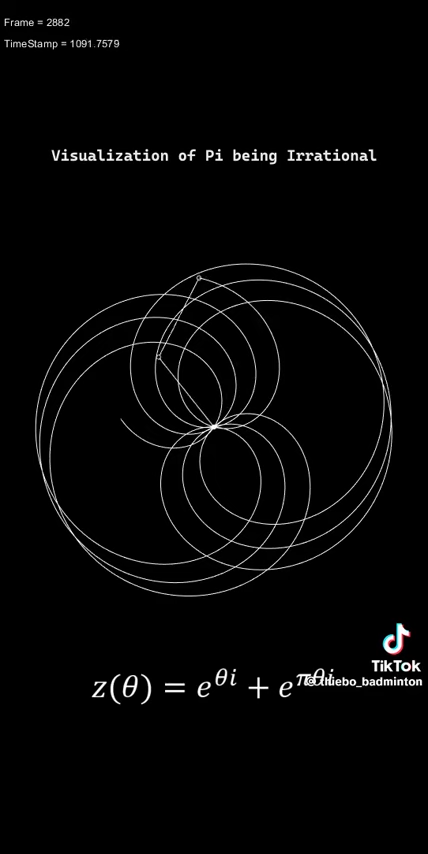 Frame = 2882
TimeStamp = 1091.7579
Visualization of Pi being Irrational
TikTok
z(θ) = e^{θi} + e^{πθi}